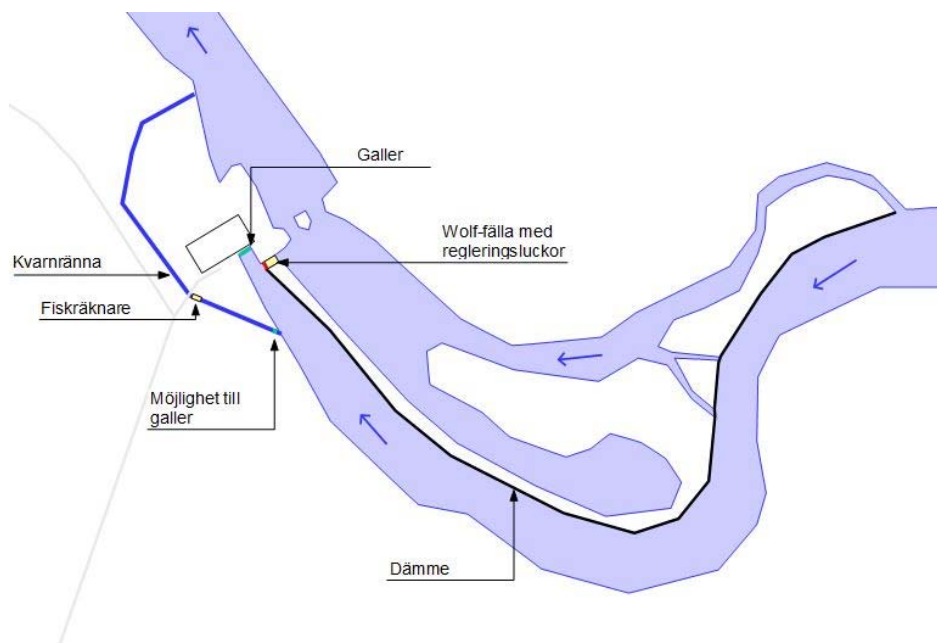 Galler
Wolf-fälla med
regleringsluckor
Kvarnränna
Fiskräknare
Möjlighet till
galler
Dämme